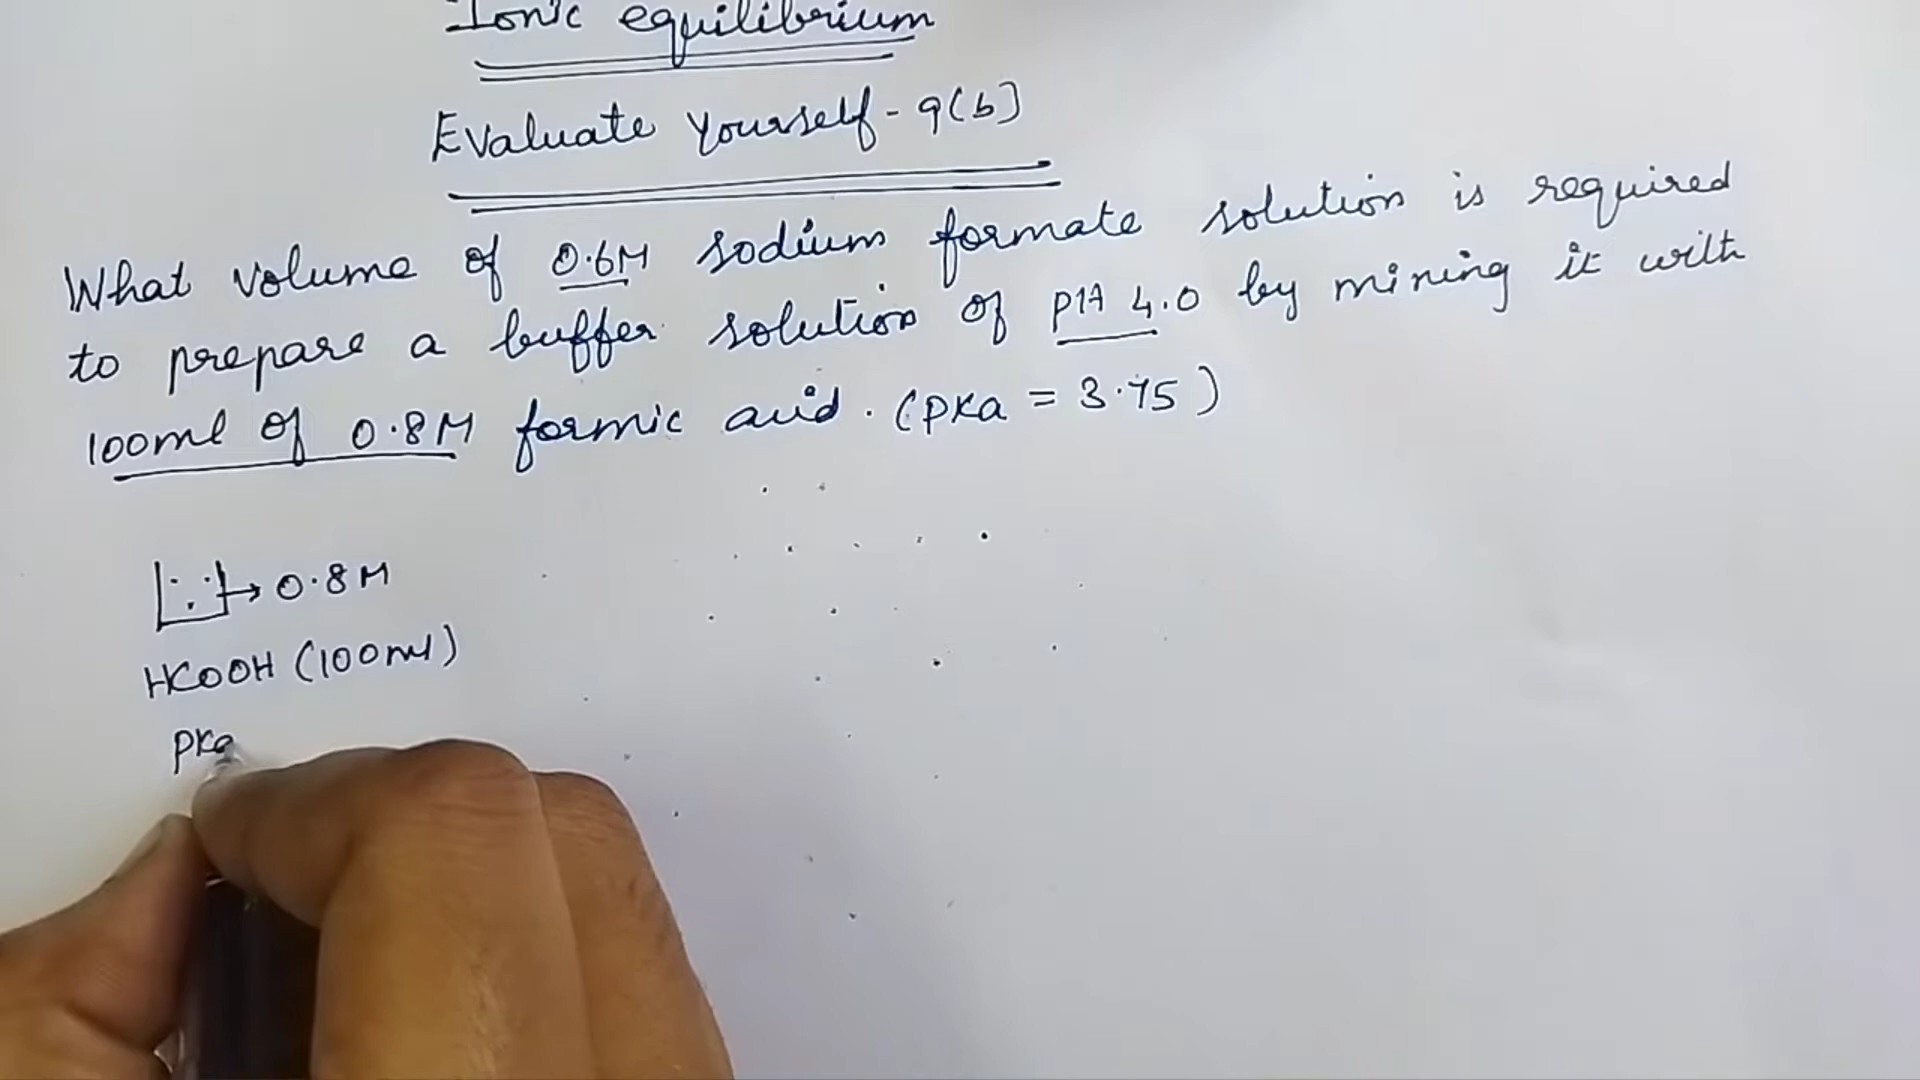 Ionic equilibrium
Evaluate Yourself - 9(b)
What volume of 0.6M sodium formate solution is required
to prepare a buffer solution of pH 4.0 by mixing it with
100ml of 0.8M formic acid. (pKa = 3.75)
→ 0.8M
HCOOH (100ml)
pKa